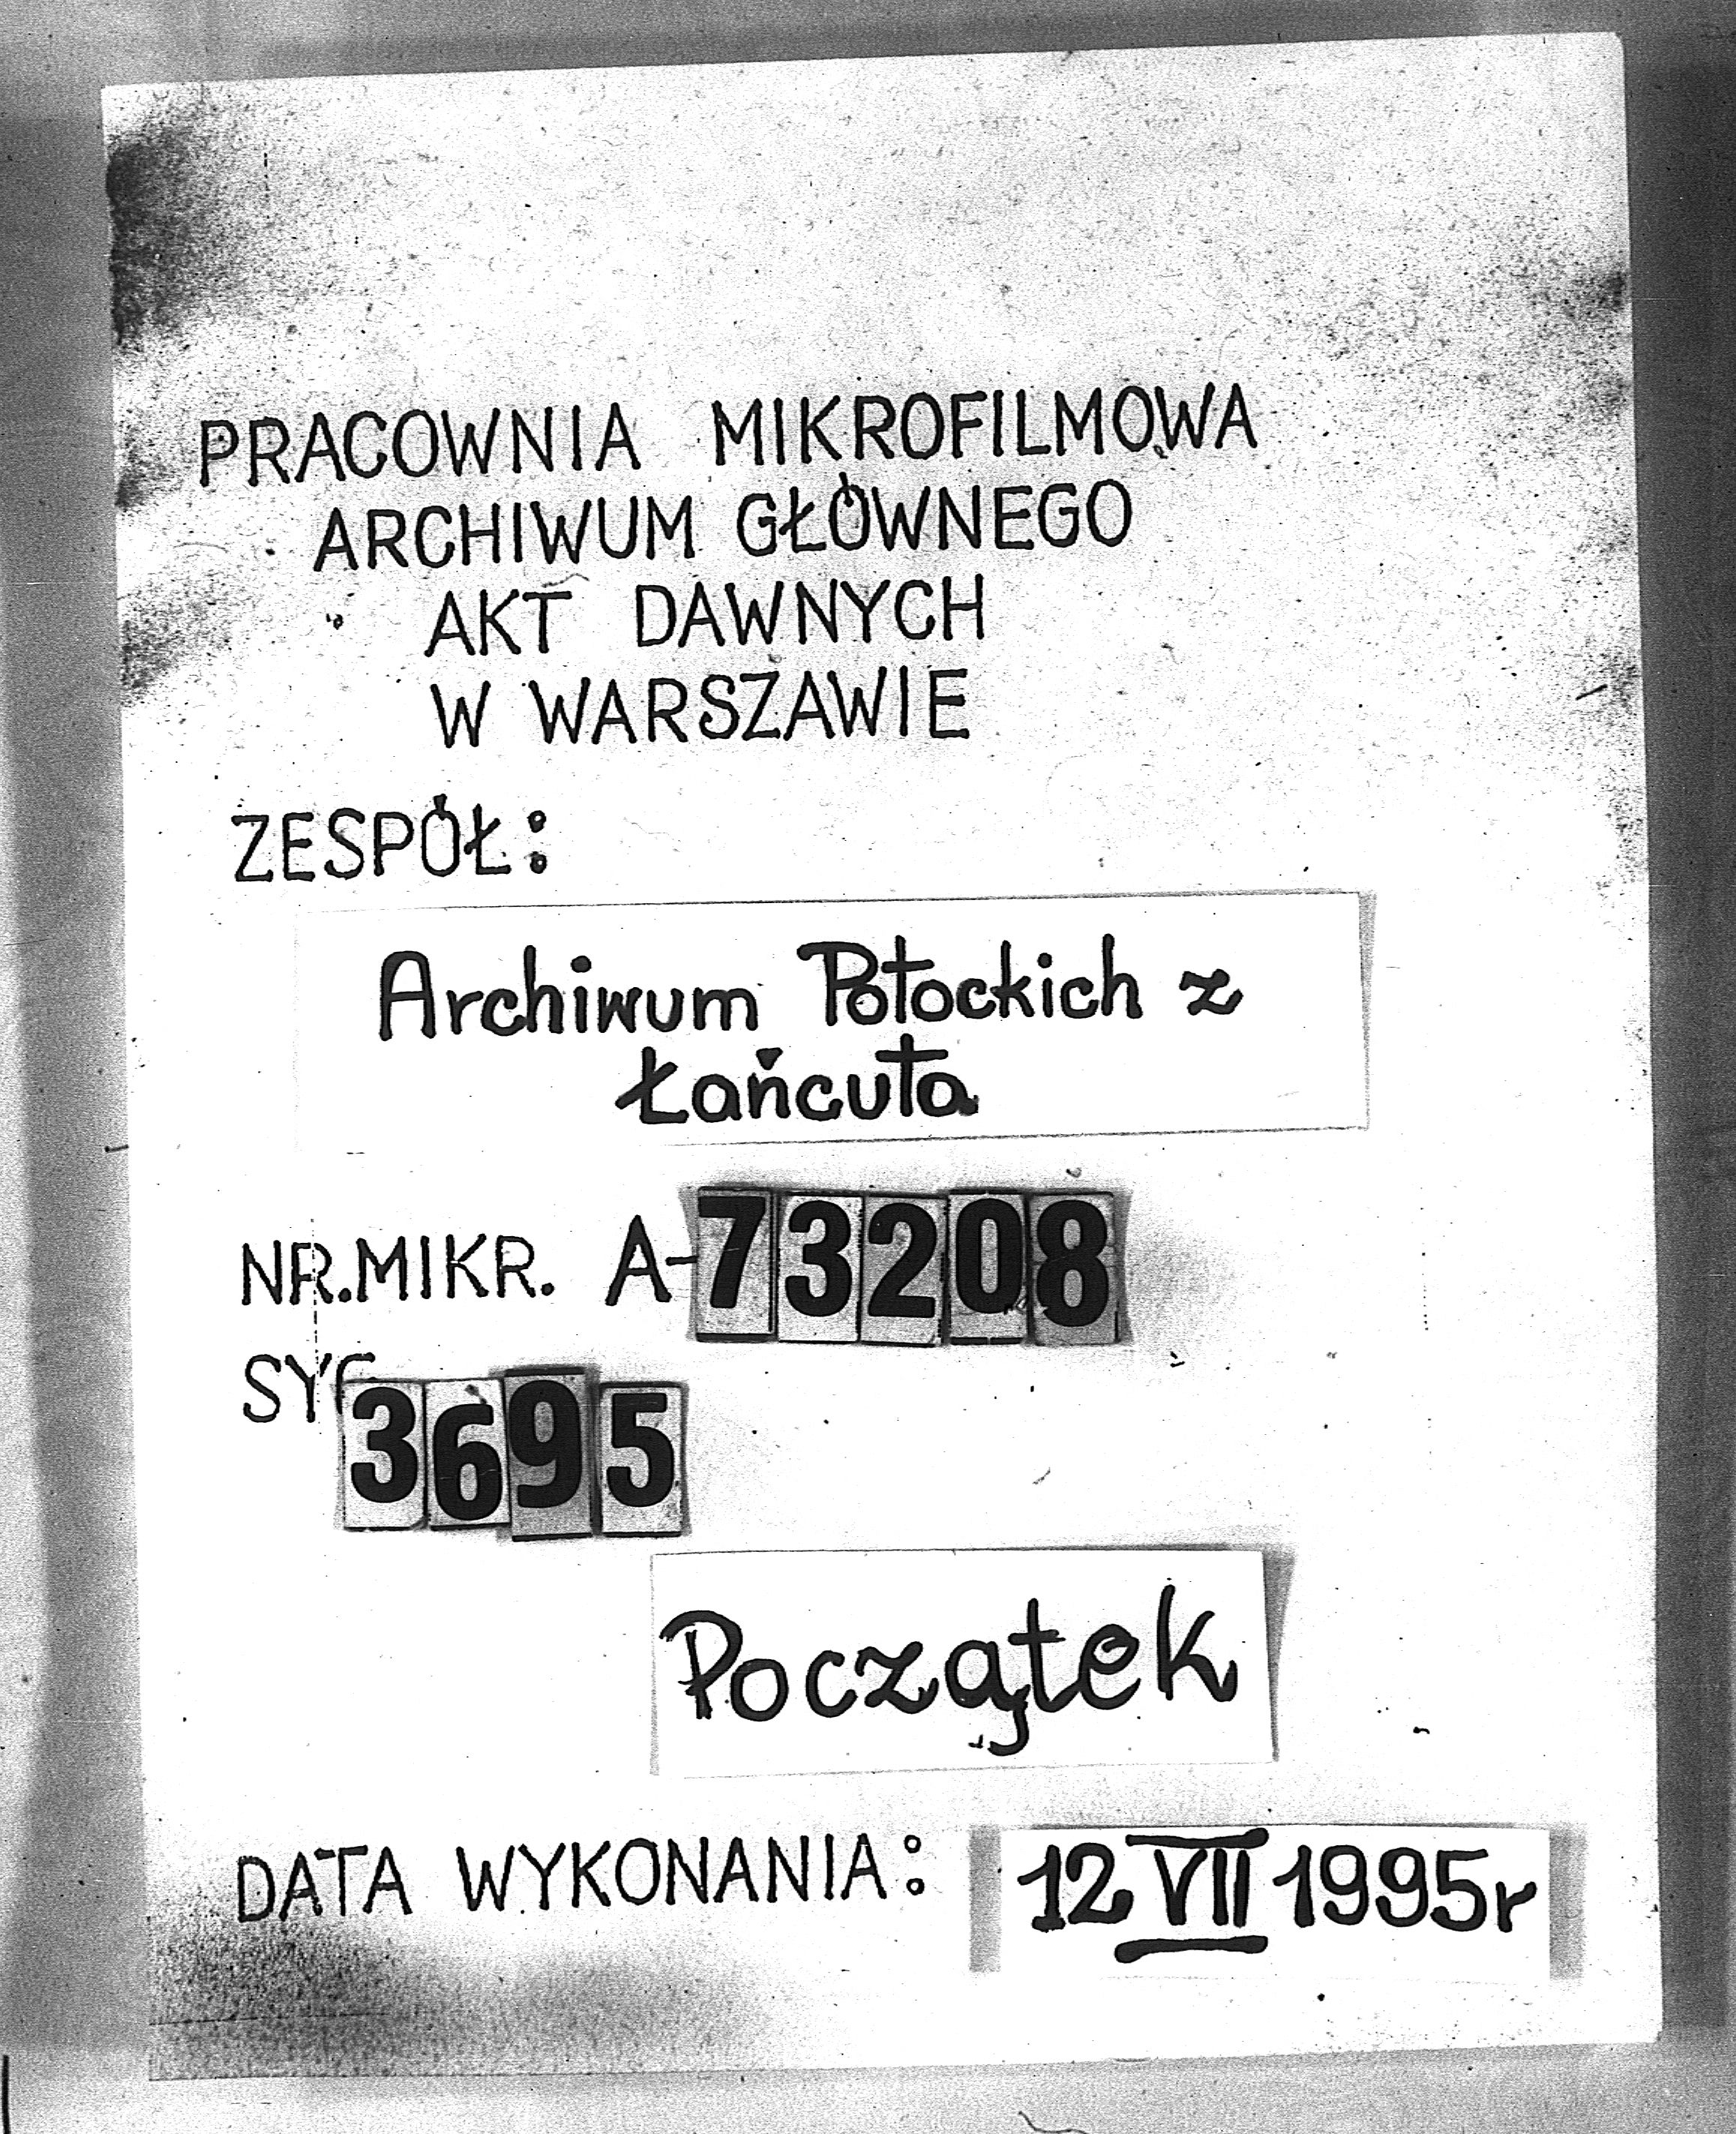 PRACOWNIA MIKROFILMOWA
ARCHIWUM GŁÓWNEGO
AKT DAWNYCH
W WARSZAWIE
ZESPÓŁ:
Archiwum Potockich z
Łańcuta
NR.MIKR. A-73208
SYG
3695
Początek
DATA WYKONANIA: 12 VII 1995r